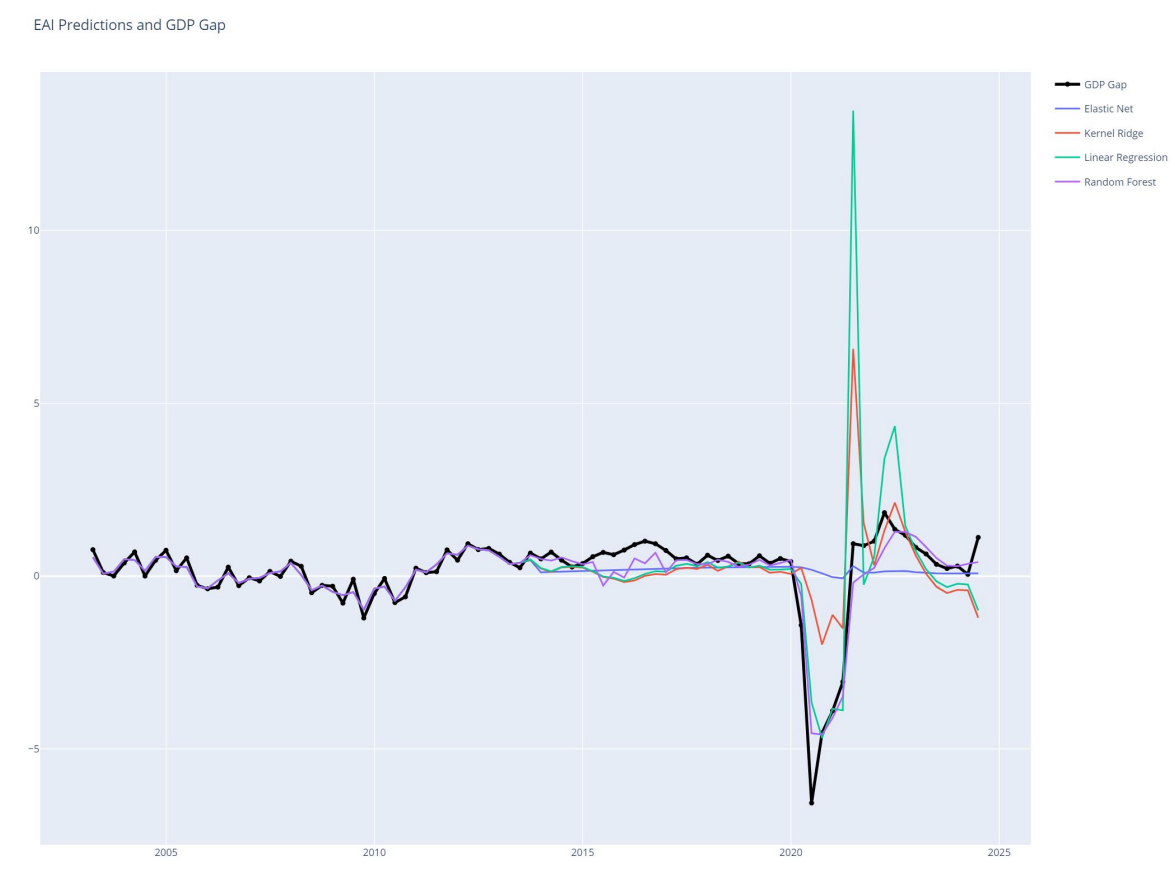 EAI Predictions and GDP Gap
GDP Gap
Elastic Net
Kernel Ridge
Linear Regression
Random Forest
10
5
0
−5
2005
2010
2015
2020
2025